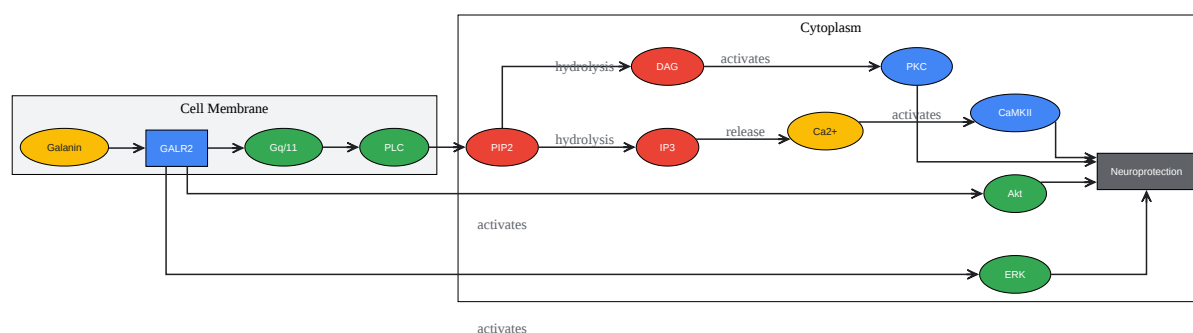 Cytoplasm
hydrolysis
DAG
activates
PKC
Cell Membrane
Galanin
GALR2
Gq/11
PLC
PIP2
hydrolysis
IP3
release
Ca2+
activates
CaMKII
Neuroprotection
Akt
activates
ERK
activates